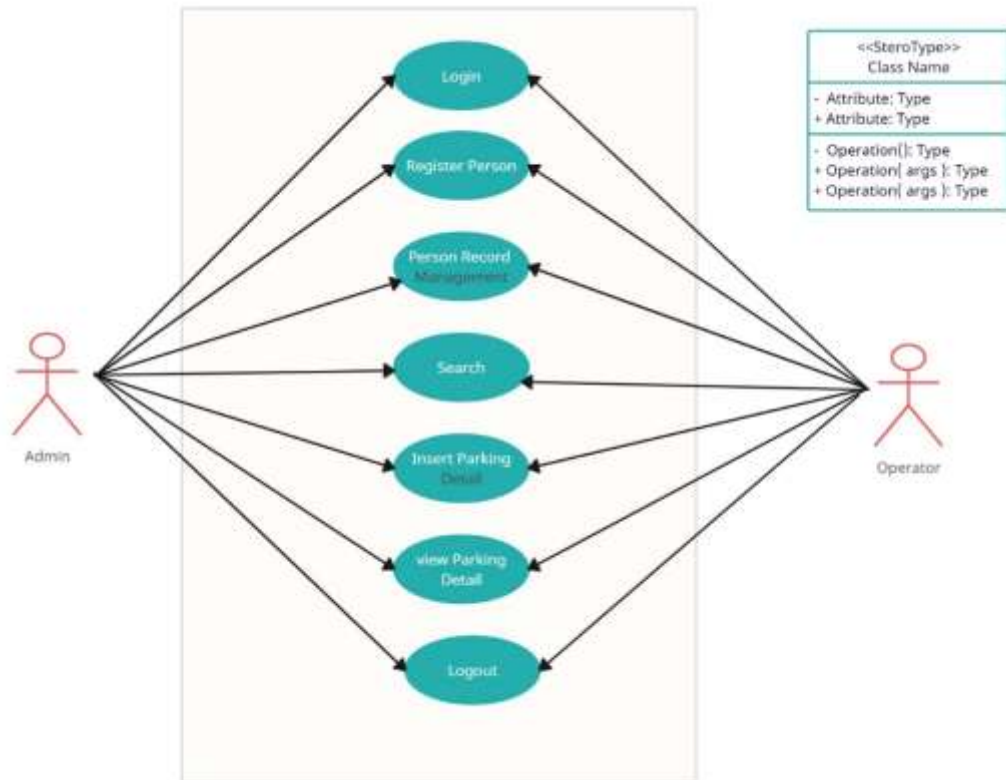 Login
Register Person
Person Record
Management
Search
Insert Parking
Detail
view Parking
Detail
Logout
Admin
Operator
<<SteroType>>
Class Name
- Attribute: Type
+ Attribute: Type
- Operation(): Type
+ Operation( args ): Type
+ Operation( args ): Type